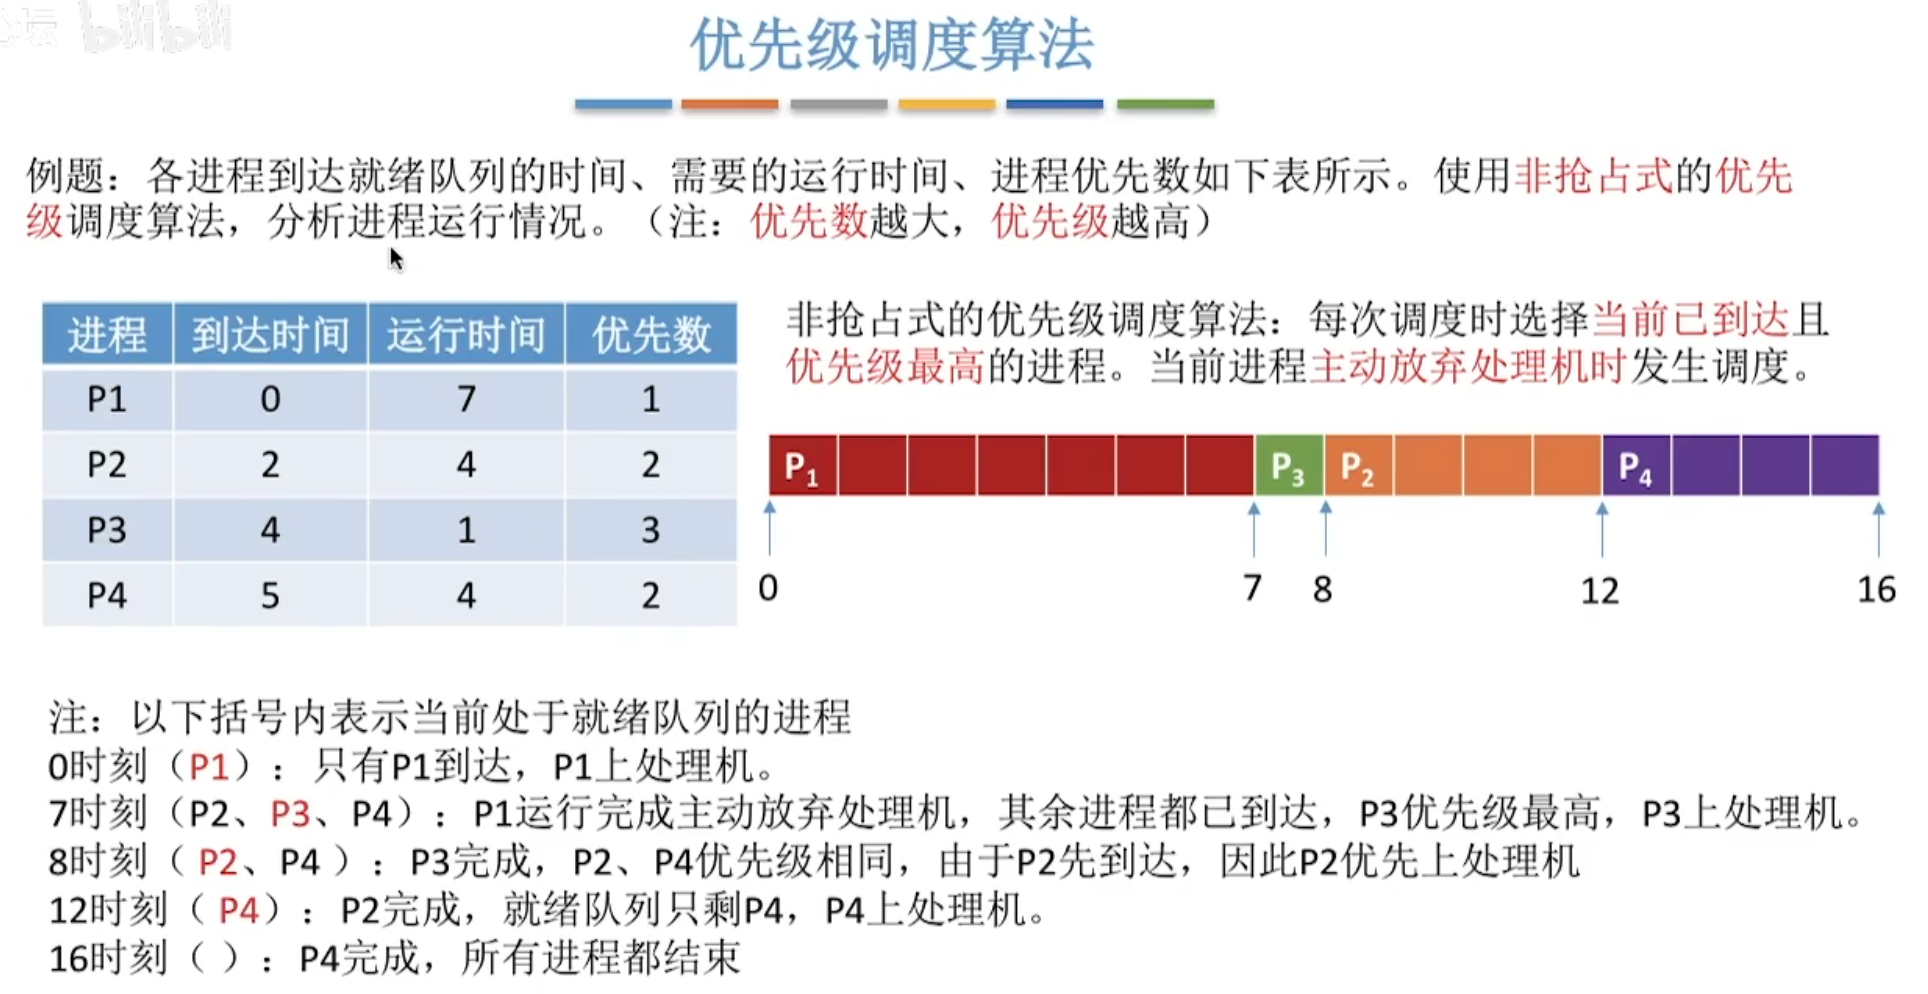 坛 bilibili
优先级调度算法
例题：各进程到达就绪队列的时间、需要的运行时间、进程优先数如下表所示。使用非抢占式的优先
级调度算法，分析进程运行情况。（注：优先数越大，优先级越高）
进程 到达时间 运行时间 优先数
P1 0 7 1
P2 2 4 2
P3 4 1 3
P4 5 4 2
非抢占式的优先级调度算法：每次调度时选择当前已到达且
优先级最高的进程。当前进程主动放弃处理机时发生调度。
P1 P3 P2 P4
0 7 8 12 16
注：以下括号内表示当前处于就绪队列的进程
0时刻（P1）：只有P1到达，P1上处理机。
7时刻（P2、P3、P4）：P1运行完成主动放弃处理机，其余进程都已到达，P3优先级最高，P3上处理机。
8时刻（ P2、P4 ）：P3完成，P2、P4优先级相同，由于P2先到达，因此P2优先上处理机
12时刻（ P4）：P2完成，就绪队列只剩P4，P4上处理机。
16时刻（ ）：P4完成，所有进程都结束